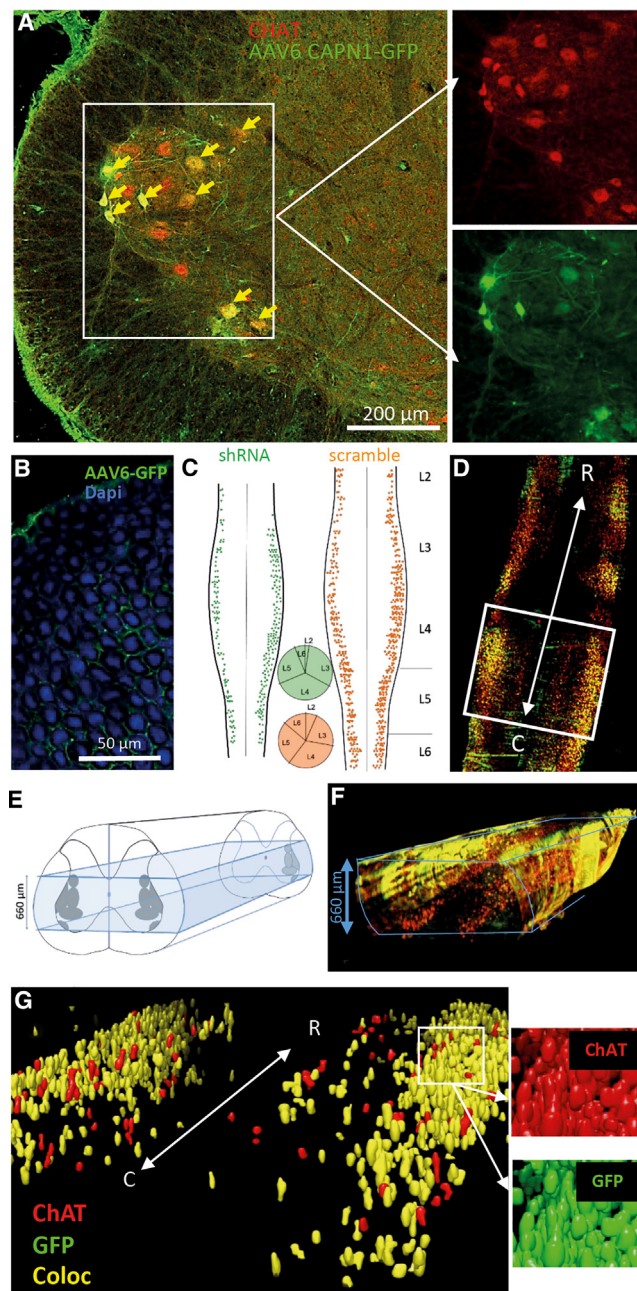 A
CHAT
AAV6 CAPN1-GFP
200 µm
B
AAV6-GFP
Dapi
50 µm
C
shRNA
scramble
L2
L3
L4
L5
L6
L2
L6
L5
L3
L4
L2
L6
L5
L3
L4
D
R
C
E
660 µm
F
660 µm
G
R
C
ChAT
GFP
Coloc
ChAT
GFP